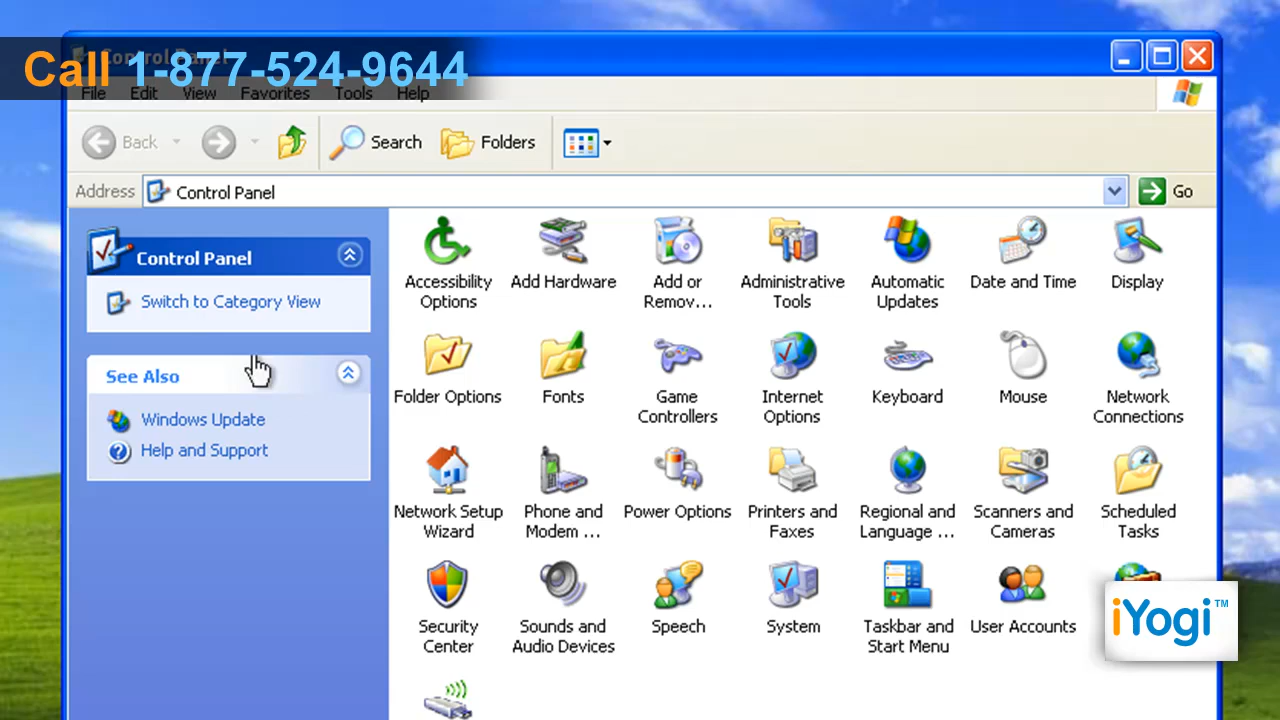 Control Panel
Call 1-877-524-9644
File Edit View Favorites Tools Help
Back Search Folders
Address Control Panel Go
Control Panel
Switch to Category View
See Also
Windows Update
Help and Support
Accessibility Options
Add Hardware
Add or Remov...
Administrative Tools
Automatic Updates
Date and Time
Display
Folder Options
Fonts
Game Controllers
Internet Options
Keyboard
Mouse
Network Connections
Network Setup Wizard
Phone and Modem ...
Power Options
Printers and Faxes
Regional and Language ...
Scanners and Cameras
Scheduled Tasks
Security Center
Sounds and Audio Devices
Speech
System
Taskbar and Start Menu
User Accounts
iYogi™